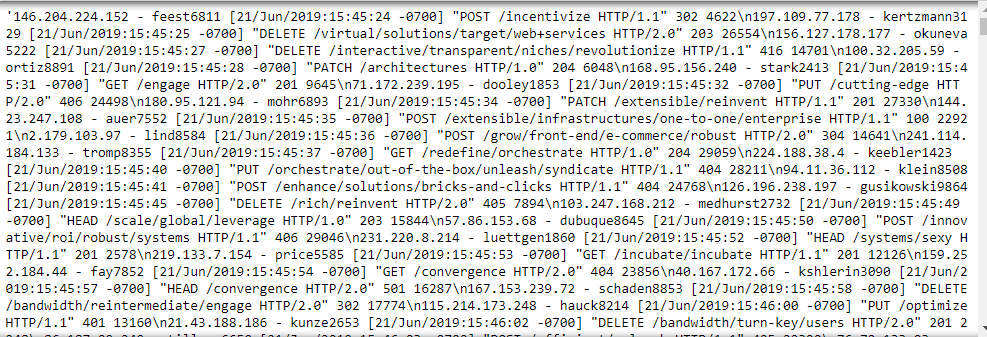 '146.204.224.152 - feest6811 [21/Jun/2019:15:45:24 -0700] "POST /incentivize HTTP/1.1" 302 4622\n197.109.77.178 - kertzmann31
29 [21/Jun/2019:15:45:25 -0700] "DELETE /virtual/solutions/target/web+services HTTP/2.0" 203 26554\n156.127.178.177 - okuneva
5222 [21/Jun/2019:15:45:27 -0700] "DELETE /interactive/transparent/niches/revolutionize HTTP/1.1" 416 14701\n100.32.205.59 -
ortiz8891 [21/Jun/2019:15:45:28 -0700] "PATCH /architectures HTTP/1.0" 204 6048\n168.95.156.240 - stark2413 [21/Jun/2019:15:4
5:31 -0700] "GET /engage HTTP/2.0" 201 9645\n71.172.239.195 - dooley1853 [21/Jun/2019:15:45:32 -0700] "PUT /cutting-edge HTT
P/2.0" 406 24498\n180.95.121.94 - mohr6893 [21/Jun/2019:15:45:34 -0700] "PATCH /extensible/reinvent HTTP/1.1" 201 27330\n144.
23.247.108 - auer7552 [21/Jun/2019:15:45:35 -0700] "POST /extensible/infrastructures/one-to-one/enterprise HTTP/1.1" 100 2292
1\n2.179.103.97 - lind8584 [21/Jun/2019:15:45:36 -0700] "POST /grow/front-end/e-commerce/robust HTTP/2.0" 304 14641\n241.114.
184.133 - tromp8355 [21/Jun/2019:15:45:37 -0700] "GET /redefine/orchestrate HTTP/1.0" 204 29059\n224.188.38.4 - keebler1423
[21/Jun/2019:15:45:40 -0700] "PUT /orchestrate/out-of-the-box/unleash/syndicate HTTP/1.1" 404 28211\n94.11.36.112 - klein8508
[21/Jun/2019:15:45:41 -0700] "POST /enhance/solutions/bricks-and-clicks HTTP/1.1" 404 24768\n126.196.238.197 - gusikowski9864
[21/Jun/2019:15:45:45 -0700] "DELETE /rich/reinvent HTTP/2.0" 405 7894\n103.247.168.212 - medhurst2732 [21/Jun/2019:15:45:49
-0700] "HEAD /scale/global/leverage HTTP/1.0" 203 15844\n57.86.153.68 - dubuque8645 [21/Jun/2019:15:45:50 -0700] "POST /innov
ative/roi/robust/systems HTTP/1.1" 406 29046\n231.220.8.214 - luettgen1860 [21/Jun/2019:15:45:52 -0700] "HEAD /systems/sexy H
TTP/1.1" 201 2578\n219.133.7.154 - price5585 [21/Jun/2019:15:45:53 -0700] "GET /incubate/incubate HTTP/1.1" 201 12126\n159.25
2.184.44 - fay7852 [21/Jun/2019:15:45:54 -0700] "GET /convergence HTTP/2.0" 404 23856\n40.167.172.66 - kshlerin3090 [21/Jun/2
019:15:45:57 -0700] "HEAD /convergence HTTP/2.0" 501 16287\n167.153.239.72 - schaden8853 [21/Jun/2019:15:45:58 -0700] "DELETE
/bandwidth/reintermediate/engage HTTP/2.0" 302 17774\n115.214.173.248 - hauck8214 [21/Jun/2019:15:46:00 -0700] "PUT /optimize
HTTP/1.1" 401 13160\n21.43.188.186 - kunze2653 [21/Jun/2019:15:46:02 -0700] "DELETE /bandwidth/turn-key/users HTTP/2.0" 201 2